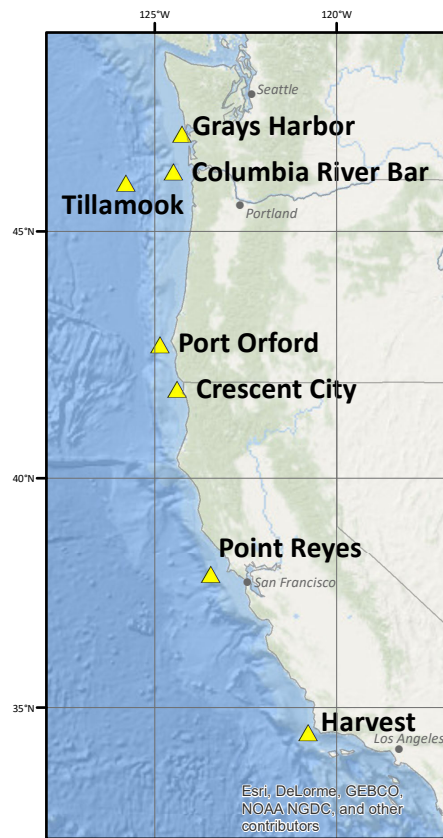 125°W
120°W
Seattle
Grays Harbor
Columbia River Bar
Tillamook
Portland
45°N
Port Orford
Crescent City
40°N
Point Reyes
San Francisco
35°N
Harvest
Los Angeles
Esri, DeLorme, GEBCO,
NOAA NGDC, and other
contributors